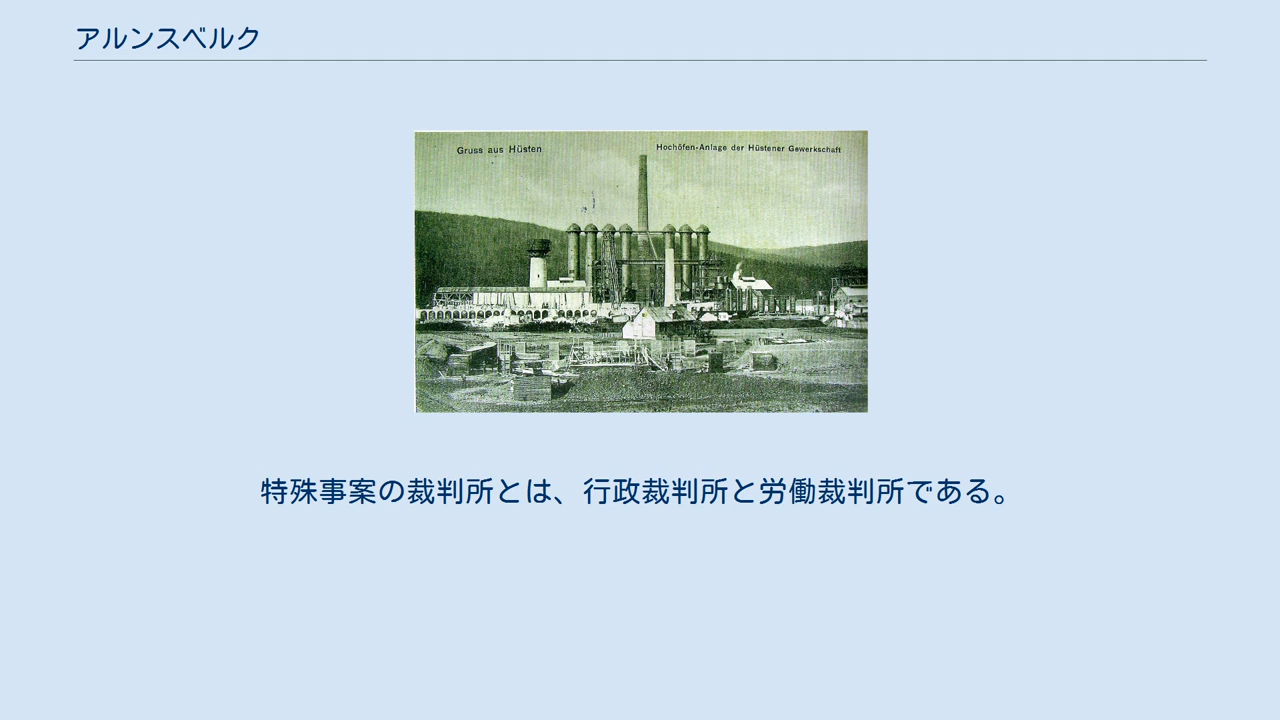 アルンスベルク
Gruss aus Hüsten
Hochöfen-Anlage der Hüstener Gewerkschaft
特殊事案の裁判所とは、行政裁判所と労働裁判所である。